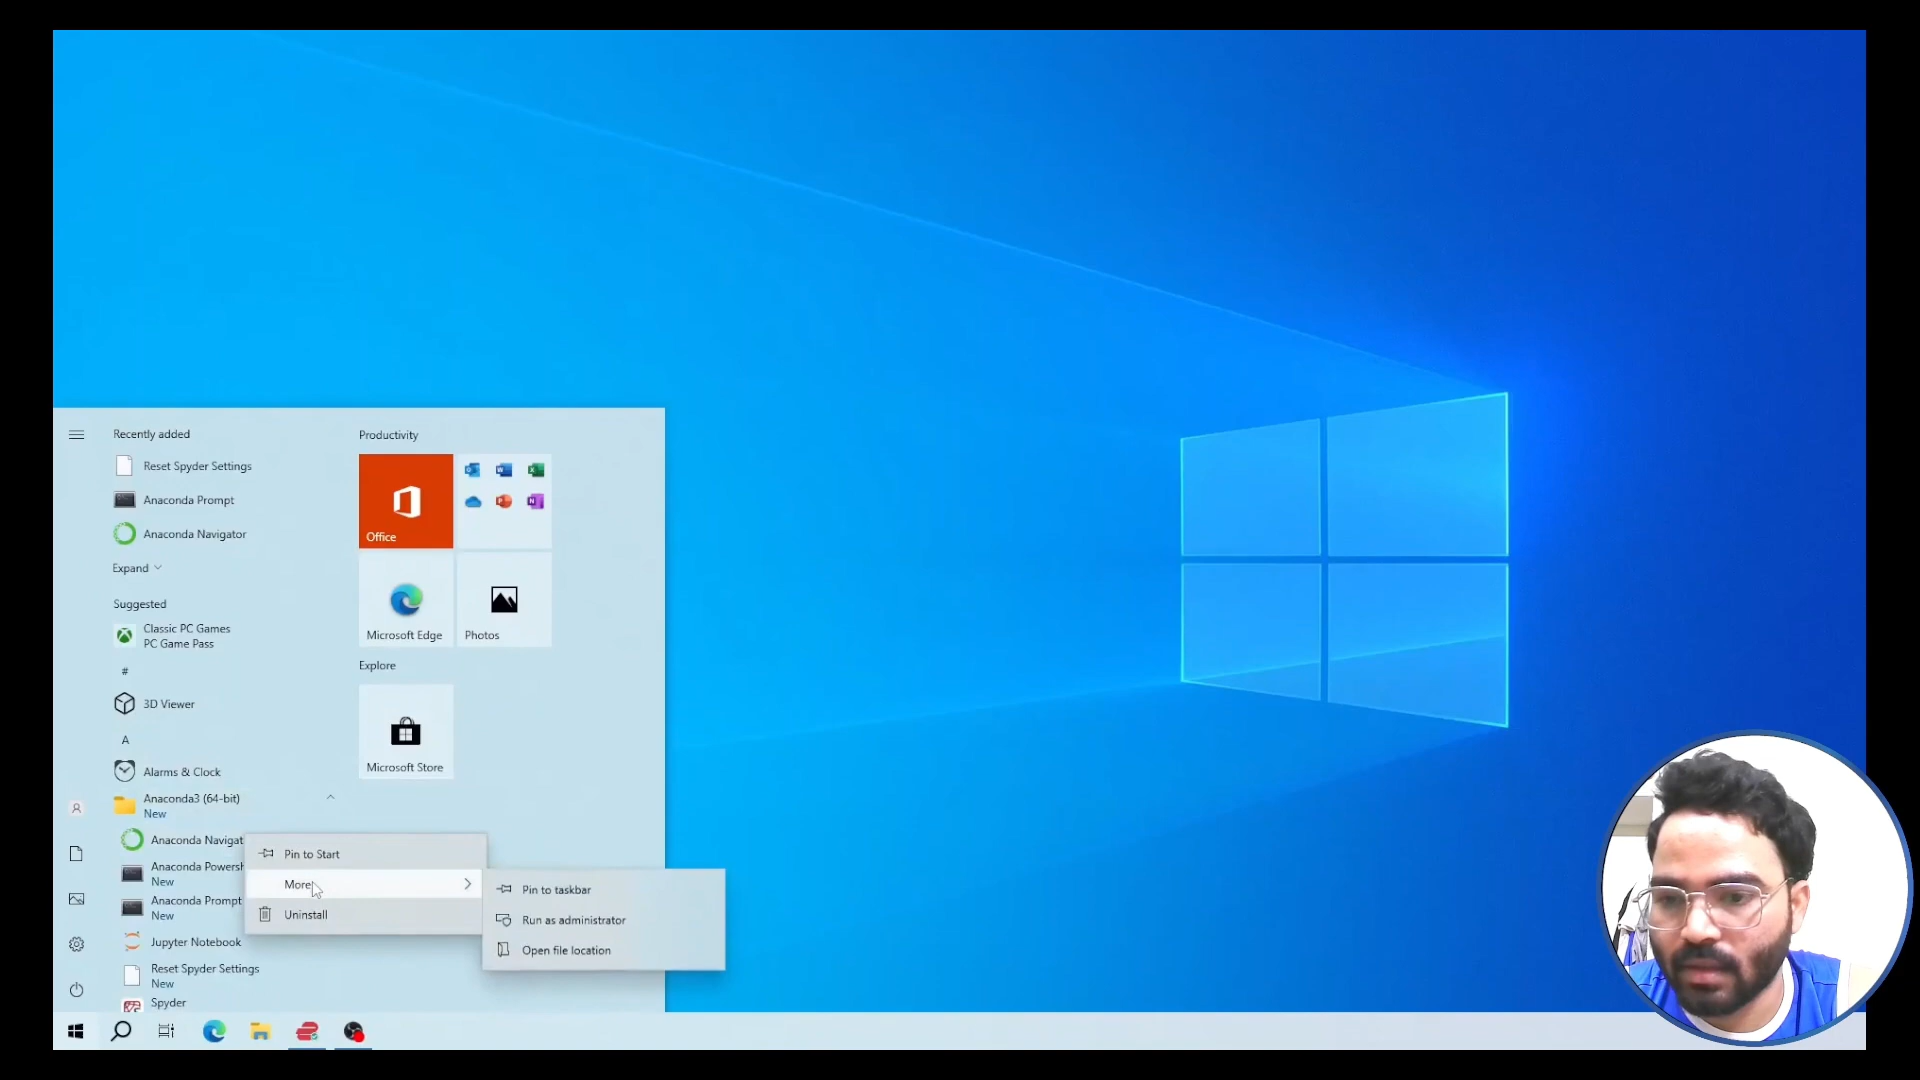 Recently added
Reset Spyder Settings
Anaconda Prompt
Anaconda Navigator
Expand
Suggested
Classic PC Games
PC Game Pass
#
3D Viewer
A
Alarms & Clock
Anaconda3 (64-bit)
New
Anaconda Navigat
Anaconda Powersh
New
Anaconda Prompt
New
Jupyter Notebook
Reset Spyder Settings
New
Spyder
Productivity
Office
Microsoft Edge
Photos
Explore
Microsoft Store
Pin to Start
More
Uninstall
Pin to taskbar
Run as administrator
Open file location